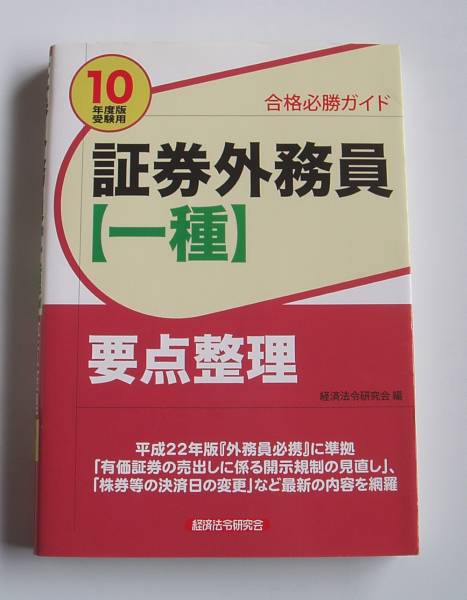 10
年度版
受験用
合格必勝ガイド
証券外務員
【一種】
要点整理
経済法令研究会 編
平成22年版『外務員必携』に準拠
「有価証券の売出しに係る開示規制の見直し」、
「株券等の決済日の変更」など最新の内容を網羅
経済法令研究会